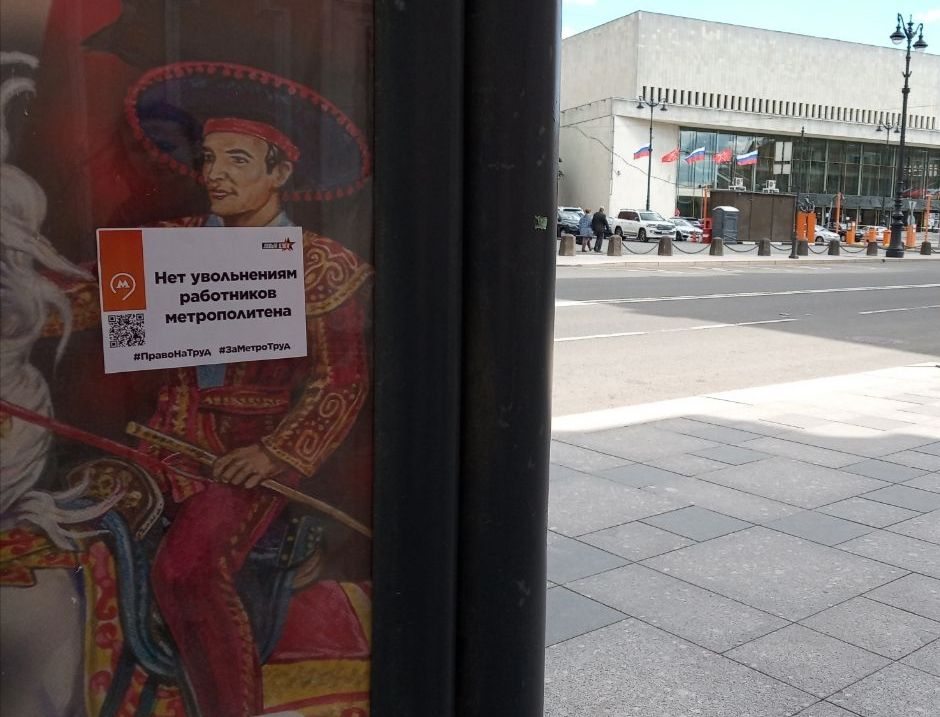 Нет увольнениям
работников
метрополитена
#ПравоНаТруд #ЗаМетроТруд